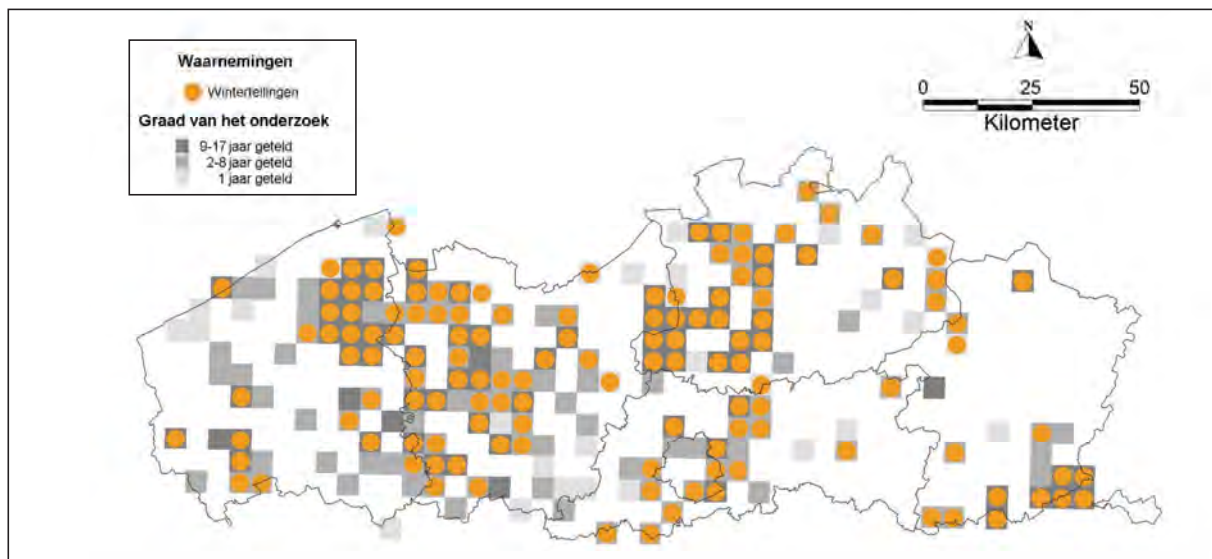 Waarnemingen
Wintertellingen
Graad van het onderzoek
9-17 jaar geteld
2-8 jaar geteld
1 jaar geteld
N
0 25 50
Kilometer